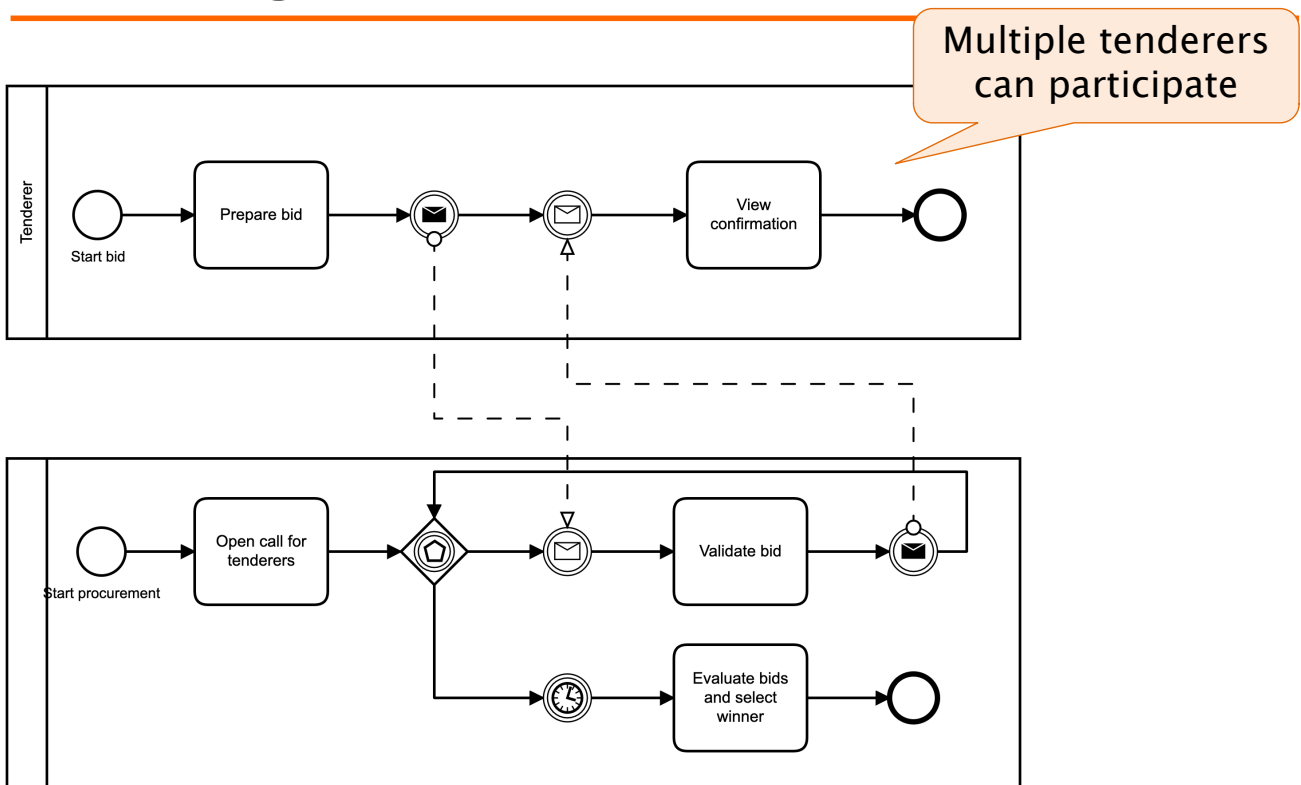 Multiple tenderers
can participate
Tenderer
Start bid
Prepare bid
View
confirmation
Start procurement
Open call for
tenderers
Validate bid
Evaluate bids
and select
winner